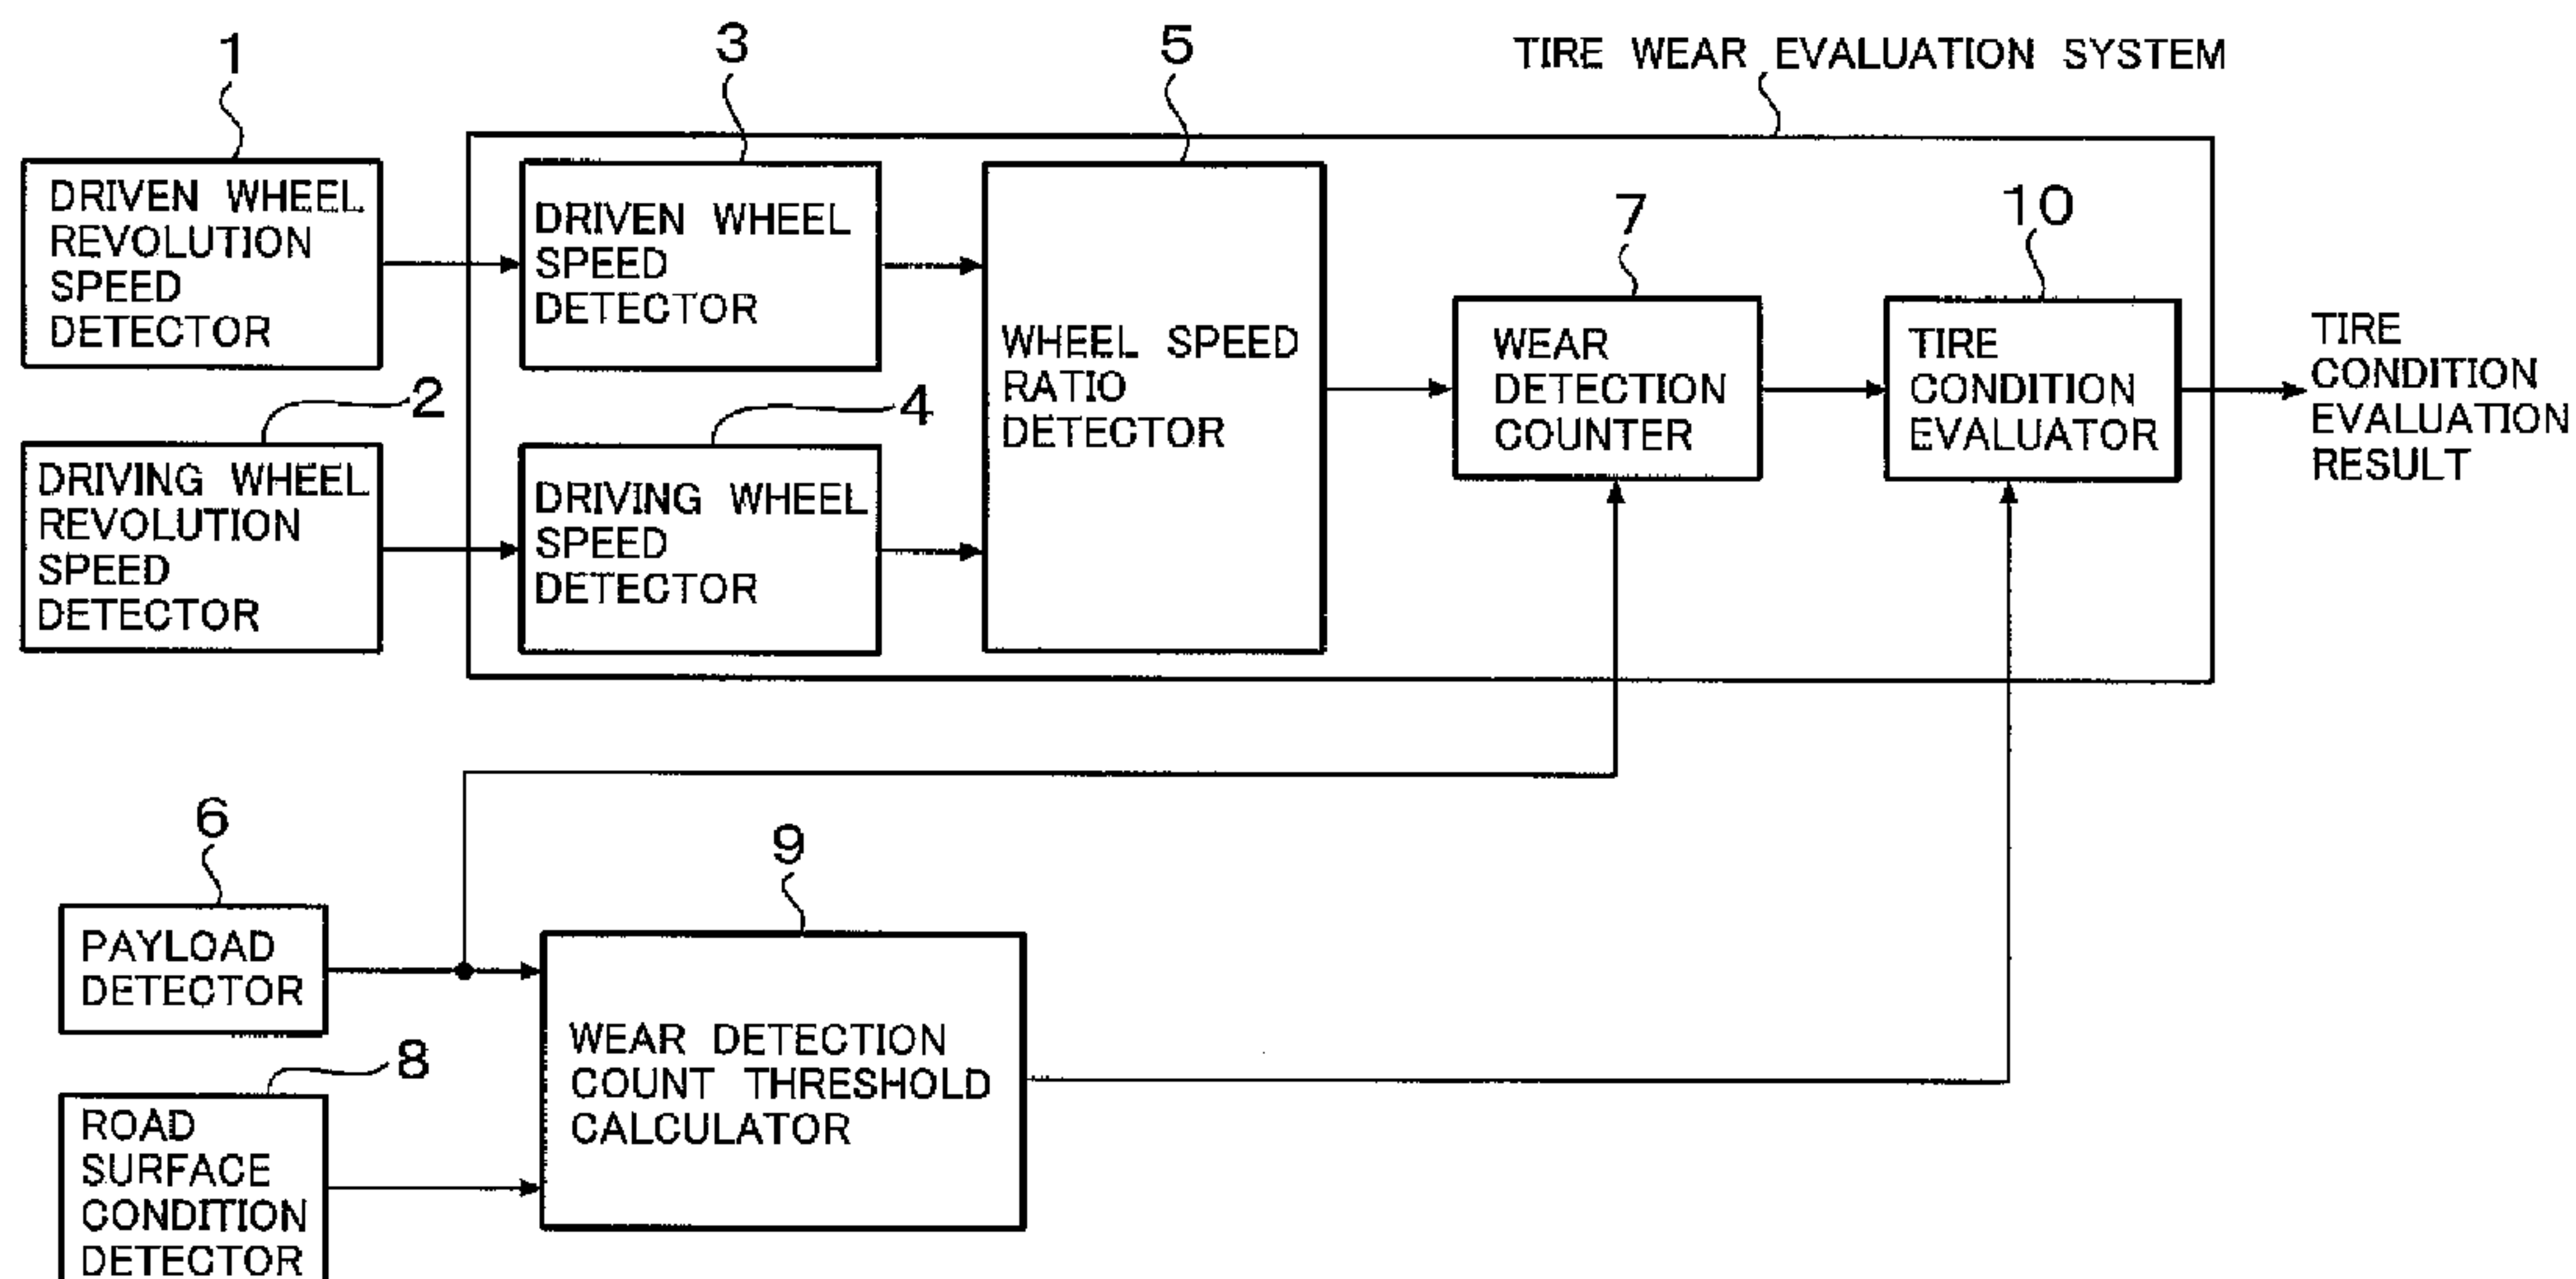 1
3
5
TIRE WEAR EVALUATION SYSTEM
DRIVEN WHEEL
REVOLUTION
SPEED
DETECTOR
DRIVEN WHEEL
SPEED
DETECTOR
WHEEL SPEED
RATIO
DETECTOR
7
WEAR
DETECTION
COUNTER
10
TIRE
CONDITION
EVALUATOR
TIRE
CONDITION
EVALUATION
RESULT
2
DRIVING WHEEL
REVOLUTION
SPEED
DETECTOR
4
DRIVING WHEEL
SPEED
DETECTOR
6
PAYLOAD
DETECTOR
9
WEAR DETECTION
COUNT THRESHOLD
CALCULATOR
8
ROAD
SURFACE
CONDITION
DETECTOR